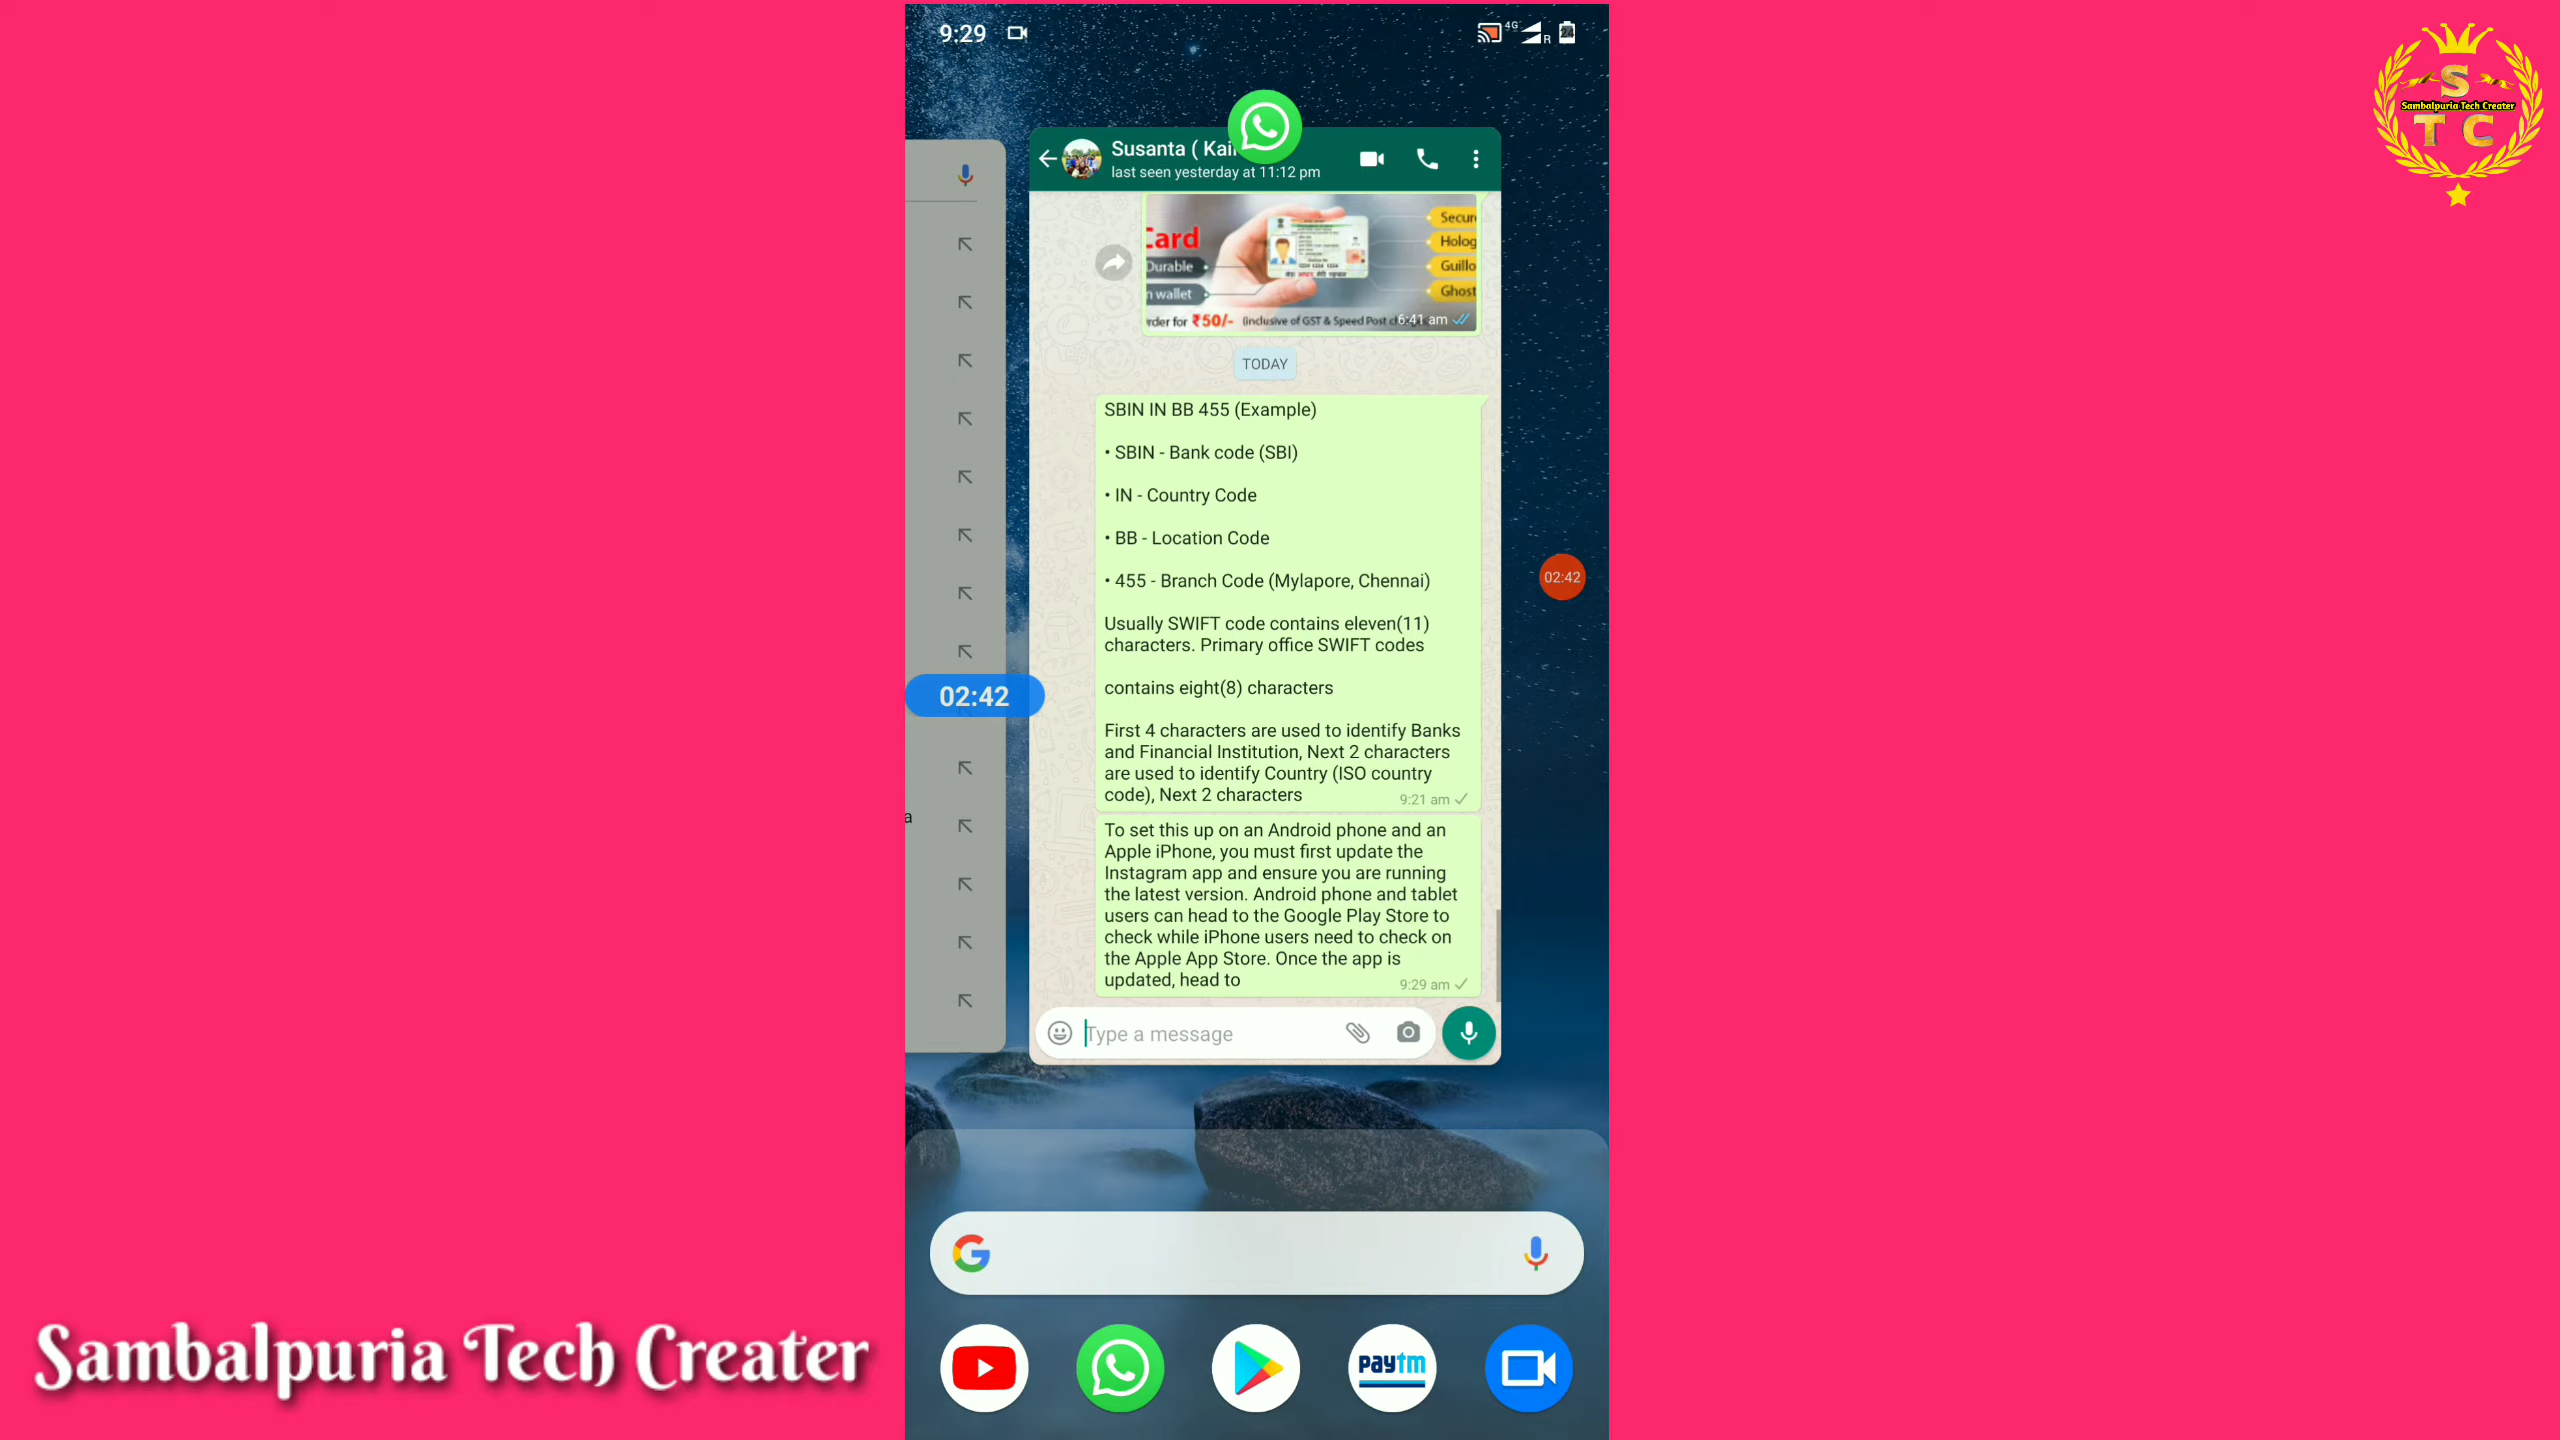 9:29
4G
R
24
S
Sambalpuria Tech Creater
T C
Susanta ( Kai
last seen yesterday at 11:12 pm
Card
Durable
n wallet
Secur
Holog
Guillo
Ghost
rder for ₹50/- (inclusive of GST & Speed Post ch
6:41 am
TODAY
SBIN IN BB 455 (Example)
• SBIN - Bank code (SBI)
• IN - Country Code
• BB - Location Code
• 455 - Branch Code (Mylapore, Chennai)
Usually SWIFT code contains eleven(11)
characters. Primary office SWIFT codes
contains eight(8) characters
First 4 characters are used to identify Banks
and Financial Institution, Next 2 characters
are used to identify Country (ISO country
code), Next 2 characters
9:21 am
02:42
02:42
a
To set this up on an Android phone and an
Apple iPhone, you must first update the
Instagram app and ensure you are running
the latest version. Android phone and tablet
users can head to the Google Play Store to
check while iPhone users need to check on
the Apple App Store. Once the app is
updated, head to
9:29 am
Type a message
paytm
Sambalpuria Tech Creater